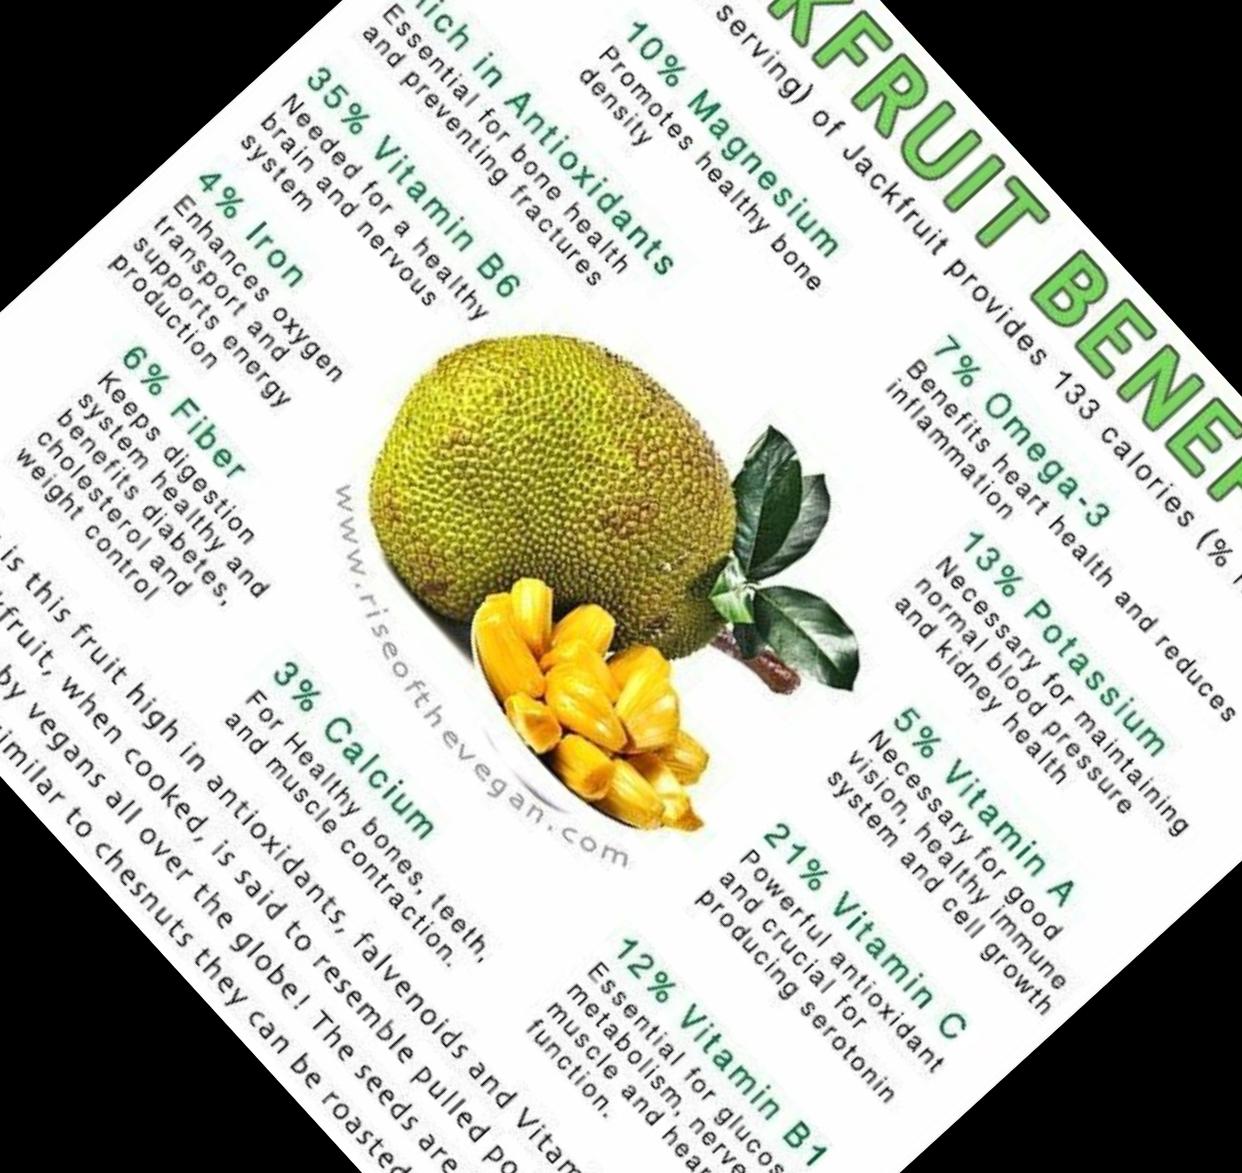 KFRUIT BENEF
serving) of Jackfruit provides 133 calories (%
10% Magnesium
Promotes healthy bone
density
Rich in Antioxidants
Essential for bone health
and preventing fractures
35% Vitamin B6
Needed for a healthy
brain and nervous
system
4% Iron
Enhances oxygen
transport and
supports energy
production
6% Fiber
Keeps digestion
system healthy and
benefits diabetes,
cholesterol and
weight control
7% Omega-3
Benefits heart health and reduces
inflammation
13% Potassium
Necessary for maintaining
normal blood pressure
and kidney health
5% Vitamin A
Necessary for good
vision, healthy immune
system and cell growth
21% Vitamin C
Powerful antioxidant
and crucial for
producing serotonin
12% Vitamin B1
Essential for glucos
metabolism, nerve
muscle and hear
function.
3% Calcium
For Healthy bones, teeth,
and muscle contraction.
www.riseofthevegan.com
is this fruit high in antioxidants, falvenoids and Vitam
kfruit, when cooked, is said to resemble pulled po
by vegans all over the globe! The seeds are
similar to chesnuts they can be roasted